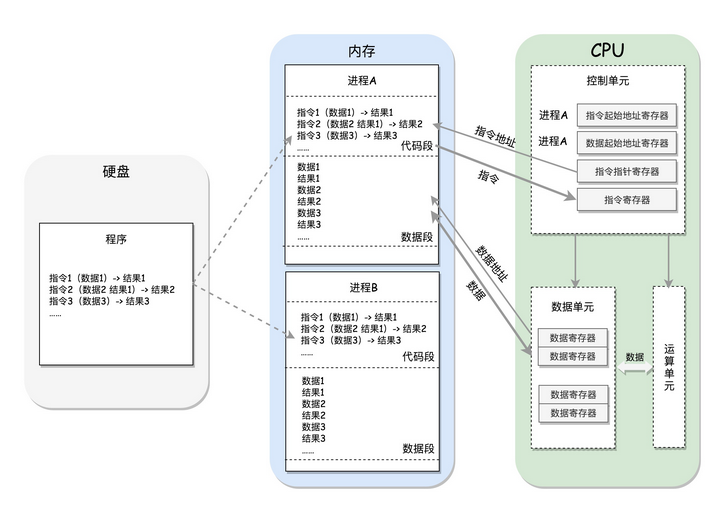 硬盘
程序
指令1（数据1）-> 结果1
指令2（数据2 结果1）-> 结果2
指令3（数据3）-> 结果3
……
内存
进程A
指令1（数据1）-> 结果1
指令2（数据2 结果1）-> 结果2
指令3（数据3）-> 结果3
……
代码段
数据1
结果1
数据2
结果2
数据3
结果3
……
数据段
进程B
指令1（数据1）-> 结果1
指令2（数据2 结果1）-> 结果2
指令3（数据3）-> 结果3
……
代码段
数据1
结果1
数据2
结果2
数据3
结果3
……
数据段
指令地址
指令
数据地址
数据
CPU
控制单元
进程A 指令起始地址寄存器
进程A 数据起始地址寄存器
指令指针寄存器
指令寄存器
数据单元
数据寄存器
数据寄存器
数据寄存器
数据寄存器
数据
运算单元